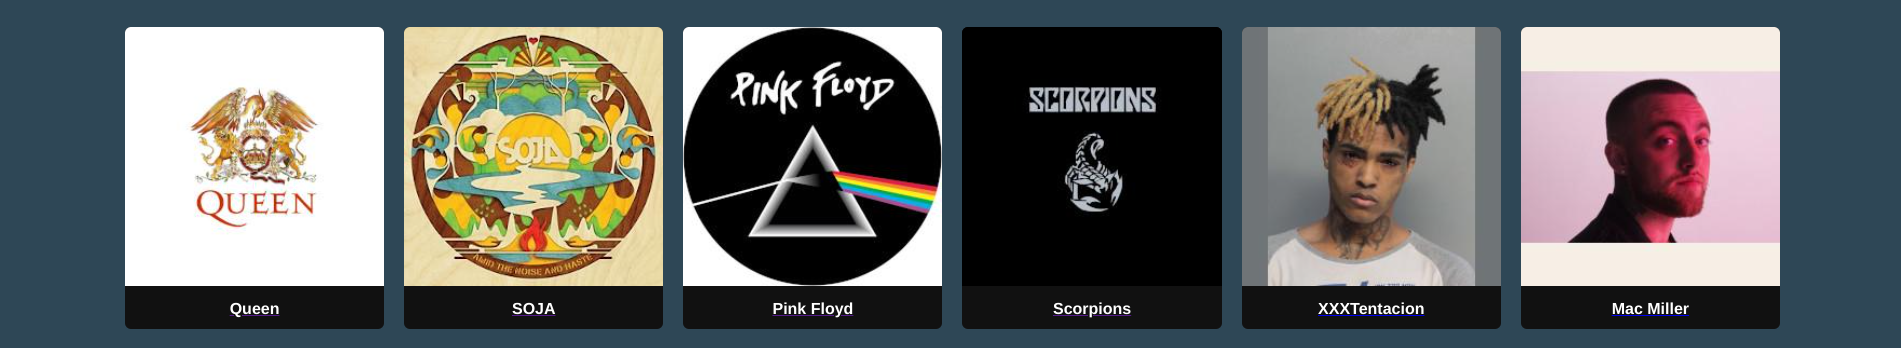 QUEEN
SOJA
AMID THE NOISE AND HASTE
PINK FLOYD
SCORPIONS
Queen
SOJA
Pink Floyd
Scorpions
XXXTentacion
Mac Miller